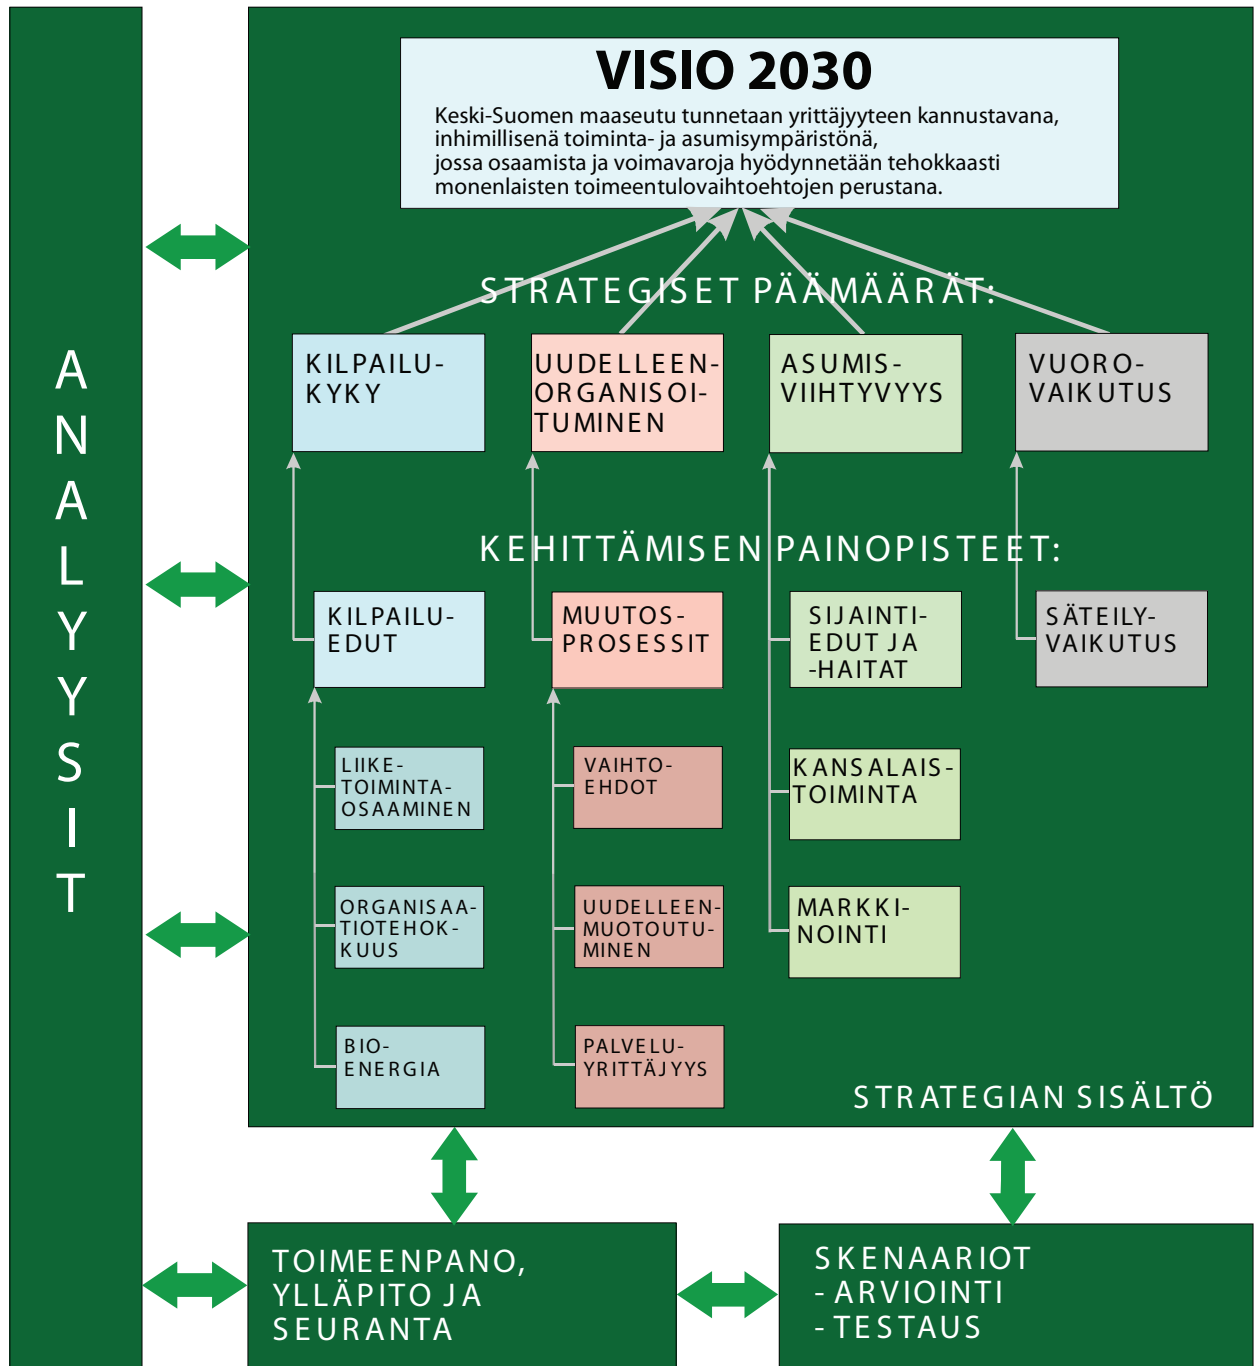 ANALYYSIT
VISIO 2030
Keski-Suomen maaseutu tunnetaan yrittäjyyteen kannustavana,
inhimillisenä toiminta- ja asumisympäristönä,
jossa osaamista ja voimavaroja hyödynnetään tehokkaasti
monenlaisten toimeentulovaihtoehtojen perustana.
STRATEGISET PÄÄMÄÄRÄT:
KILPAILU-
KYKY
UUDELLEEN-
ORGANISOI-
TUMINEN
ASUMIS-
VIIHTYVYYS
VUORO-
VAIKUTUS
KEHITTÄMISEN PAINOPISTEET:
KILPAILU-
EDUT
MUUTOS-
PROSESSIT
SIJAINTI-
EDUT JA
-HAITAT
SÄTEILY-
VAIKUTUS
LIIKE-
TOIMINTA-
OSAAMINEN
VAIHTO-
EHDOT
KANSALAIS-
TOIMINTA
ORGANISAA-
TIOTEHOK-
KUUS
UUDELLEEN-
MUOTOUTU-
MINEN
MARKKI-
NOINTI
BIO-
ENERGIA
PALVELU-
YRITTÄJYYS
STRATEGIAN SISÄLTÖ
TOIMEENPANO,
YLLÄPITO JA
SEURANTA
SKENAARIOT
- ARVIOINTI
- TESTAUS